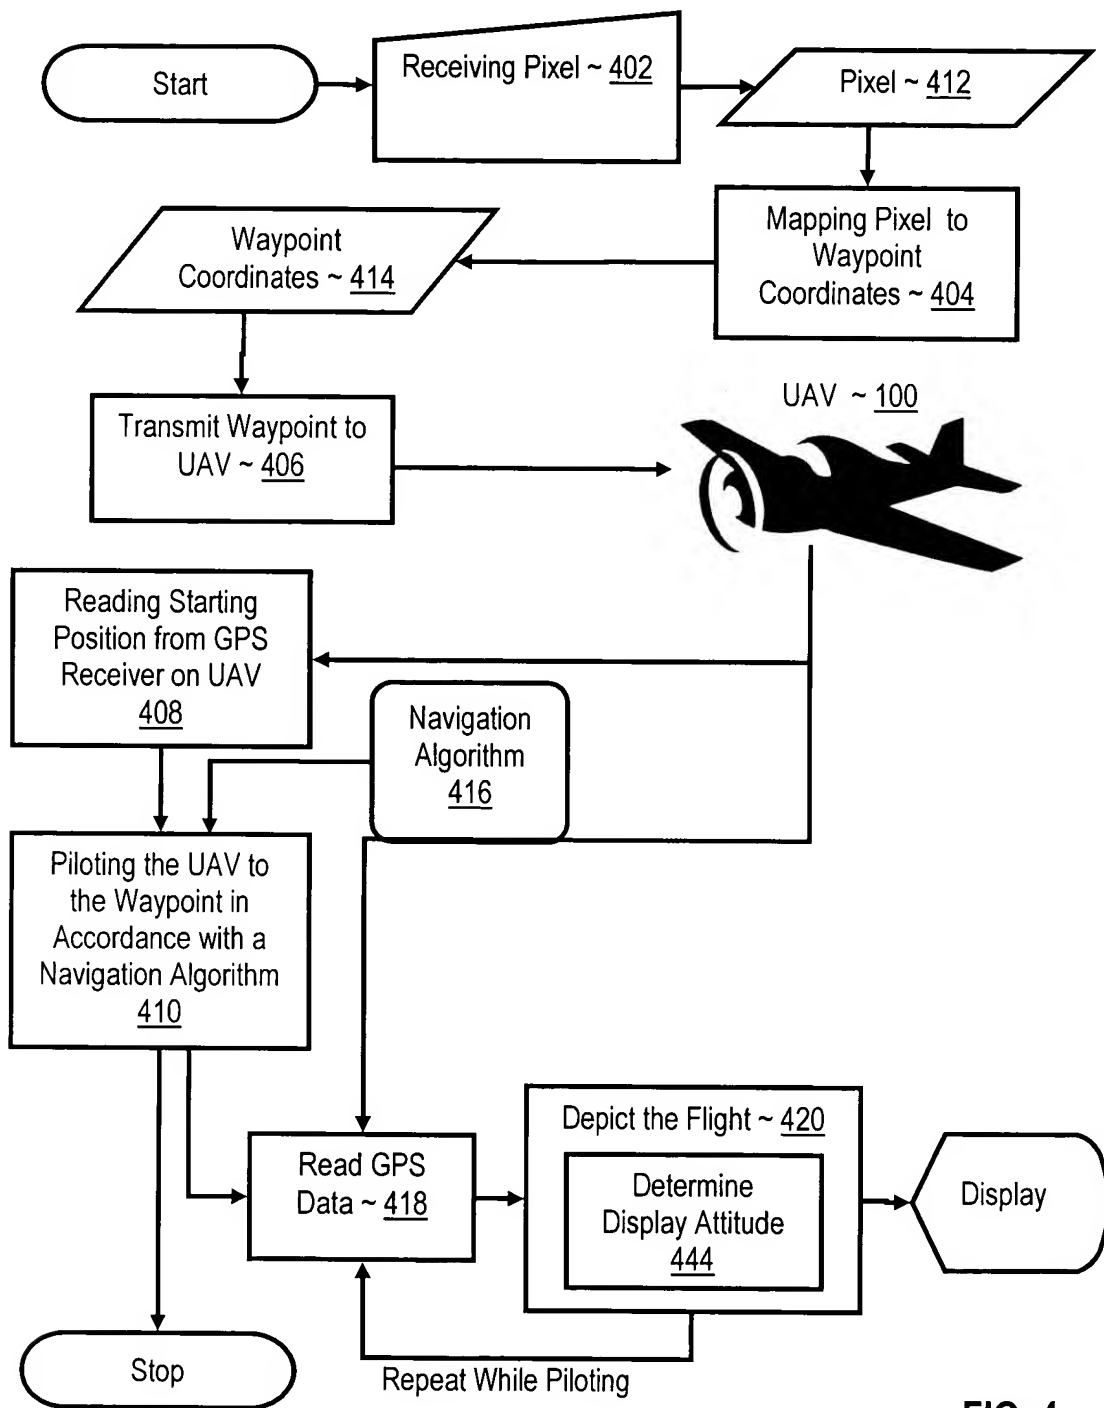 Start
Receiving Pixel ~ 402
Pixel ~ 412
Mapping Pixel to
Waypoint
Coordinates ~ 404
Waypoint
Coordinates ~ 414
Transmit Waypoint to
UAV ~ 406
UAV ~ 100
Reading Starting
Position from GPS
Receiver on UAV
408
Navigation
Algorithm
416
Piloting the UAV to
the Waypoint in
Accordance with a
Navigation Algorithm
410
Read GPS
Data ~ 418
Depict the Flight ~ 420
Determine
Display Attitude
444
Display
Stop
Repeat While Piloting
FIG. 4